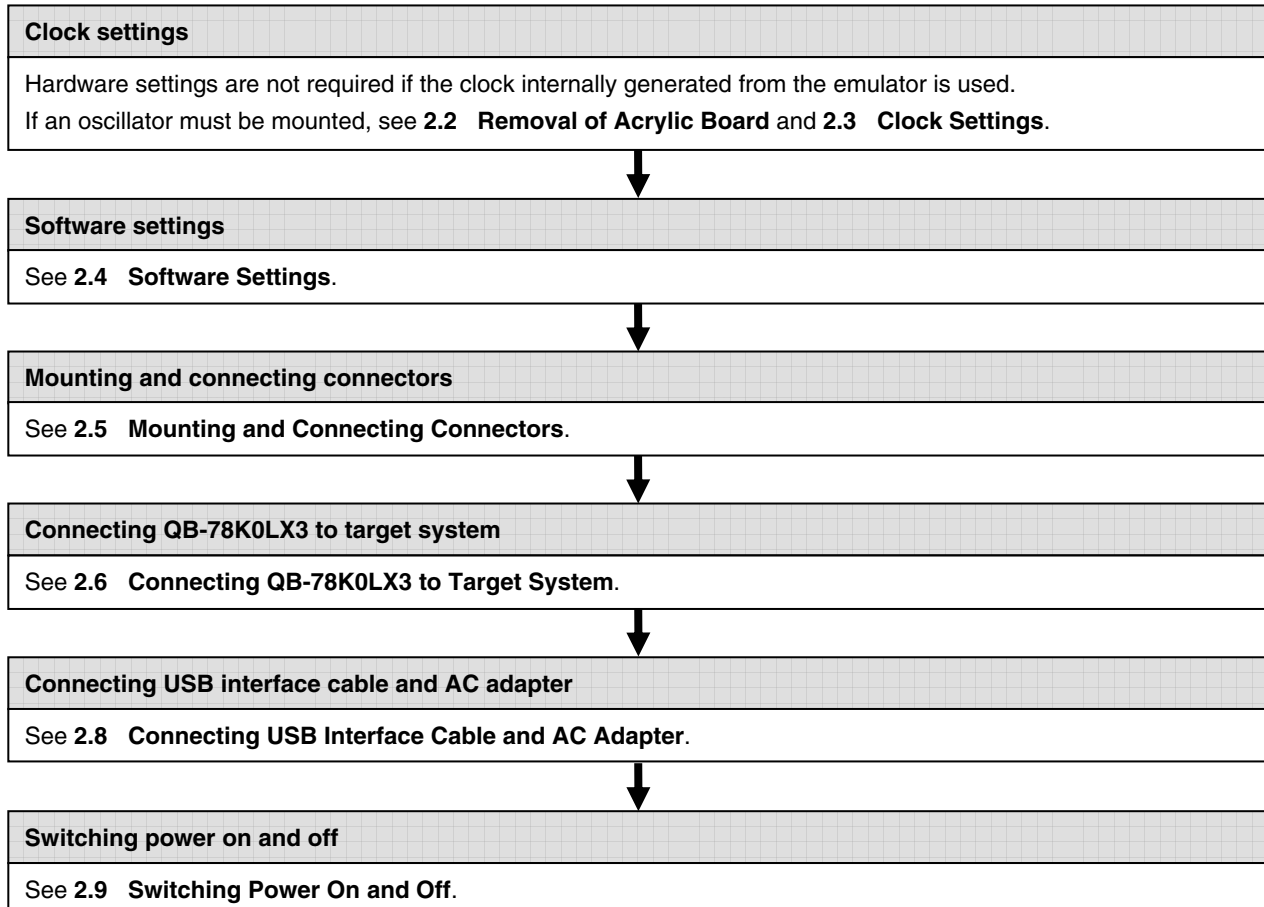 Clock settings
Hardware settings are not required if the clock internally generated from the emulator is used.
If an oscillator must be mounted, see 2.2 Removal of Acrylic Board and 2.3 Clock Settings.
Software settings
See 2.4 Software Settings.
Mounting and connecting connectors
See 2.5 Mounting and Connecting Connectors.
Connecting QB-78K0LX3 to target system
See 2.6 Connecting QB-78K0LX3 to Target System.
Connecting USB interface cable and AC adapter
See 2.8 Connecting USB Interface Cable and AC Adapter.
Switching power on and off
See 2.9 Switching Power On and Off.